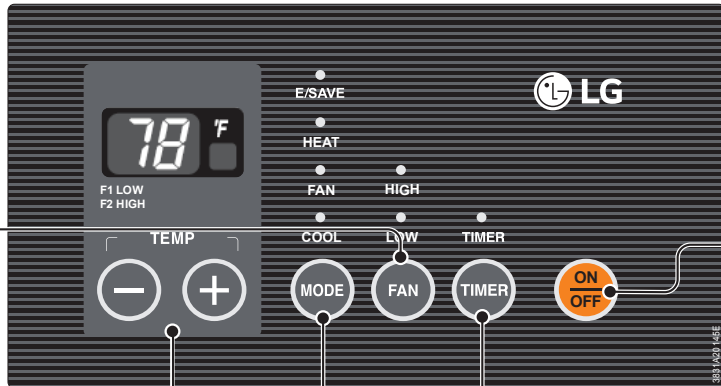 E/SAVE
LG
HEAT
78 °F
F1 LOW
F2 HIGH
FAN HIGH
TEMP
COOL LOW TIMER
− + MODE FAN TIMER ON
OFF
3831A20145E